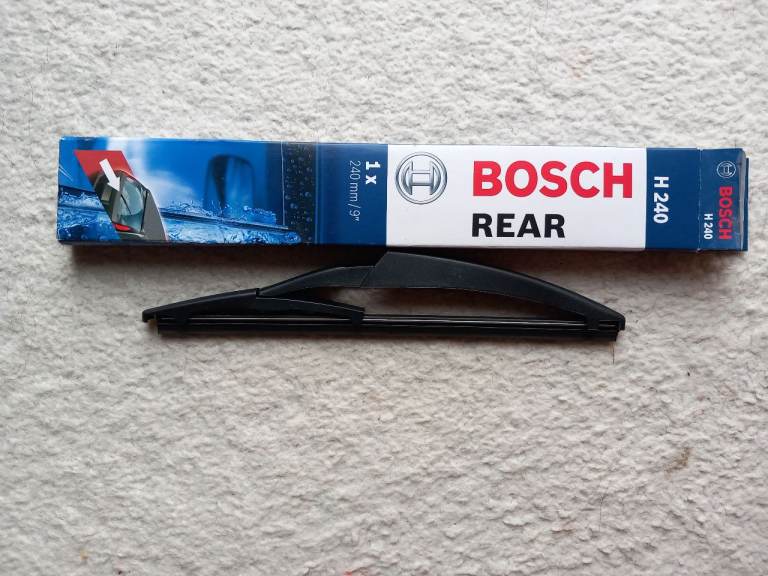 1 x
240 mm / 9"
BOSCH
REAR
H 240
BOSCH
H 240